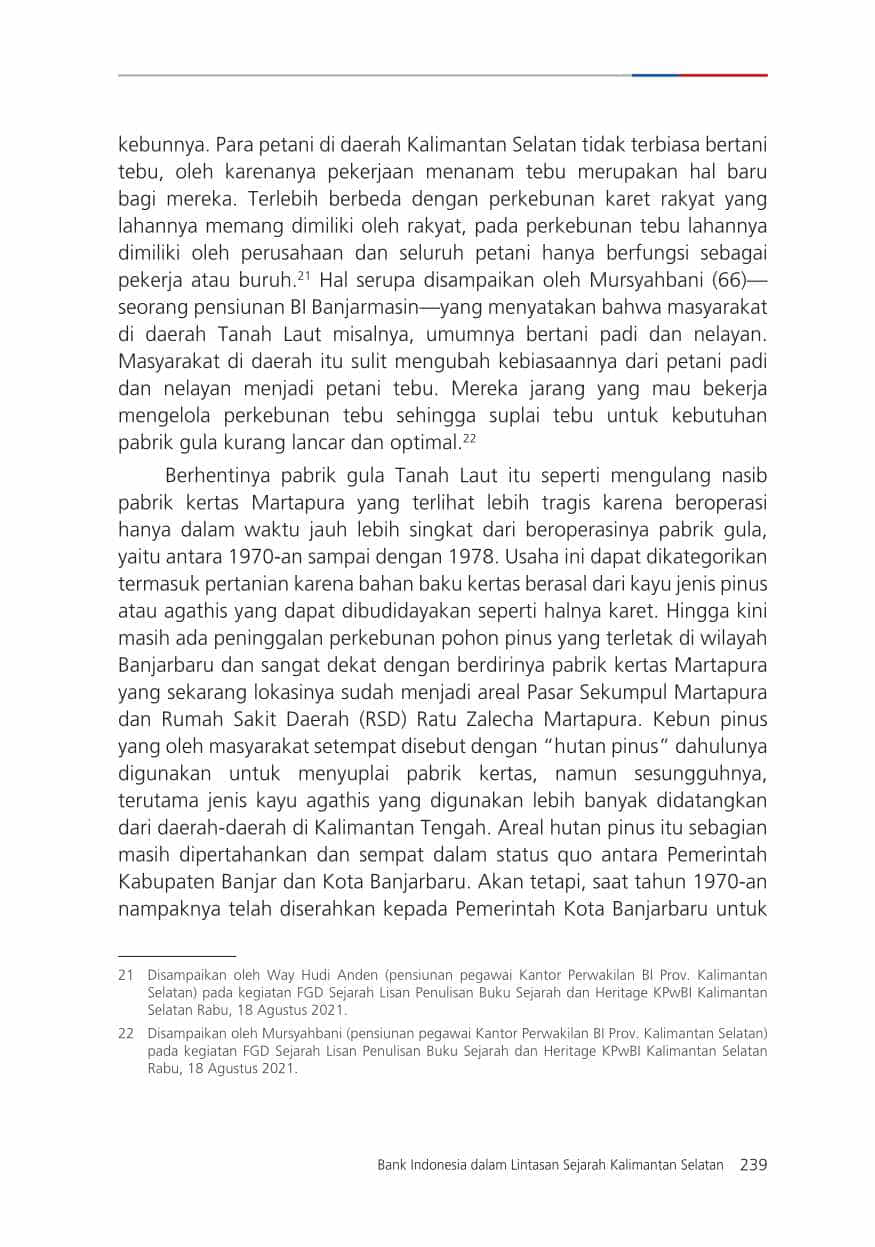 kebunnya. Para petani di daerah Kalimantan Selatan tidak terbiasa bertani
tebu, oleh karenanya pekerjaan menanam tebu merupakan hal baru
bagi mereka. Terlebih berbeda dengan perkebunan karet rakyat yang
lahannya memang dimiliki oleh rakyat, pada perkebunan tebu lahannya
dimiliki oleh perusahaan dan seluruh petani hanya berfungsi sebagai
pekerja atau buruh.²¹ Hal serupa disampaikan oleh Mursyahbani (66)—
seorang pensiunan BI Banjarmasin—yang menyatakan bahwa masyarakat
di daerah Tanah Laut misalnya, umumnya bertani padi dan nelayan.
Masyarakat di daerah itu sulit mengubah kebiasaannya dari petani padi
dan nelayan menjadi petani tebu. Mereka jarang yang mau bekerja
mengelola perkebunan tebu sehingga suplai tebu untuk kebutuhan
pabrik gula kurang lancar dan optimal.²²
Berhentinya pabrik gula Tanah Laut itu seperti mengulang nasib
pabrik kertas Martapura yang terlihat lebih tragis karena beroperasi
hanya dalam waktu jauh lebih singkat dari beroperasinya pabrik gula,
yaitu antara 1970-an sampai dengan 1978. Usaha ini dapat dikategorikan
termasuk pertanian karena bahan baku kertas berasal dari kayu jenis pinus
atau agathis yang dapat dibudidayakan seperti halnya karet. Hingga kini
masih ada peninggalan perkebunan pohon pinus yang terletak di wilayah
Banjarbaru dan sangat dekat dengan berdirinya pabrik kertas Martapura
yang sekarang lokasinya sudah menjadi areal Pasar Sekumpul Martapura
dan Rumah Sakit Daerah (RSD) Ratu Zalecha Martapura. Kebun pinus
yang oleh masyarakat setempat disebut dengan “hutan pinus” dahulunya
digunakan untuk menyuplai pabrik kertas, namun sesungguhnya,
terutama jenis kayu agathis yang digunakan lebih banyak didatangkan
dari daerah-daerah di Kalimantan Tengah. Areal hutan pinus itu sebagian
masih dipertahankan dan sempat dalam status quo antara Pemerintah
Kabupaten Banjar dan Kota Banjarbaru. Akan tetapi, saat tahun 1970-an
nampaknya telah diserahkan kepada Pemerintah Kota Banjarbaru untuk
21 Disampaikan oleh Way Hudi Anden (pensiunan pegawai Kantor Perwakilan BI Prov. Kalimantan
Selatan) pada kegiatan FGD Sejarah Lisan Penulisan Buku Sejarah dan Heritage KPwBI Kalimantan
Selatan Rabu, 18 Agustus 2021.
22 Disampaikan oleh Mursyahbani (pensiunan pegawai Kantor Perwakilan BI Prov. Kalimantan Selatan)
pada kegiatan FGD Sejarah Lisan Penulisan Buku Sejarah dan Heritage KPwBI Kalimantan Selatan
Rabu, 18 Agustus 2021.
Bank Indonesia dalam Lintasan Sejarah Kalimantan Selatan 239